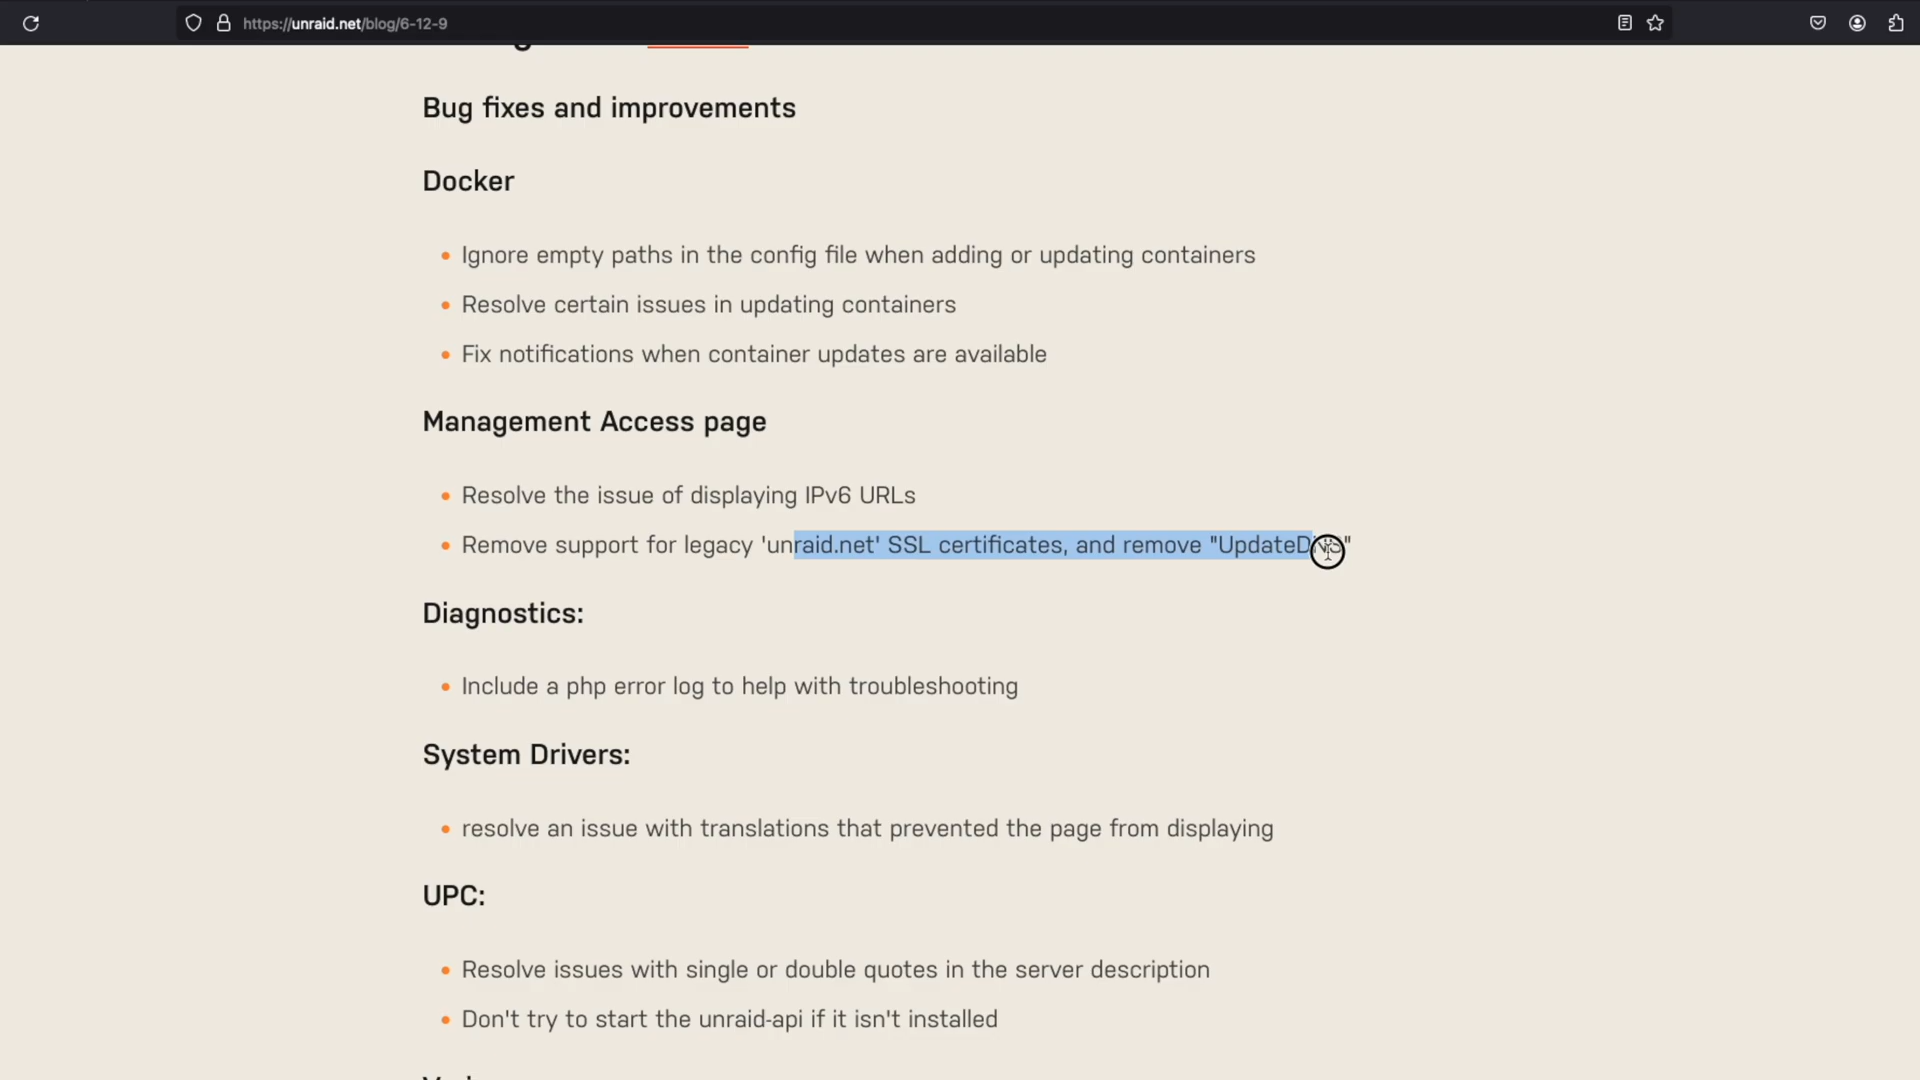 https://unraid.net/blog/6-12-9
Bug fixes and improvements
Docker
Ignore empty paths in the config file when adding or updating containers
Resolve certain issues in updating containers
Fix notifications when container updates are available
Management Access page
Resolve the issue of displaying IPv6 URLs
Remove support for legacy 'unraid.net' SSL certificates, and remove "UpdateDNS"
Diagnostics:
Include a php error log to help with troubleshooting
System Drivers:
resolve an issue with translations that prevented the page from displaying
UPC:
Resolve issues with single or double quotes in the server description
Don't try to start the unraid-api if it isn't installed